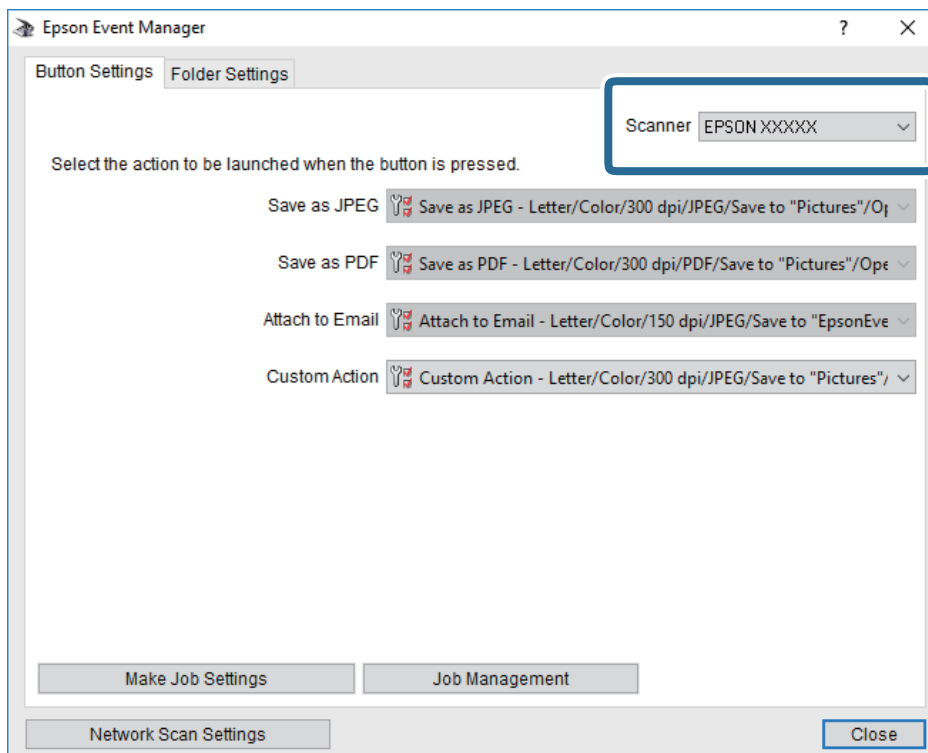 Epson Event Manager
Button Settings Folder Settings
Scanner EPSON XXXXX
Select the action to be launched when the button is pressed.
Save as JPEG Save as JPEG - Letter/Color/300 dpi/JPEG/Save to "Pictures"/Op
Save as PDF Save as PDF - Letter/Color/300 dpi/PDF/Save to "Pictures"/Ope
Attach to Email Attach to Email - Letter/Color/150 dpi/JPEG/Save to "EpsonEve
Custom Action Custom Action - Letter/Color/300 dpi/JPEG/Save to "Pictures"/
Make Job Settings Job Management
Network Scan Settings Close